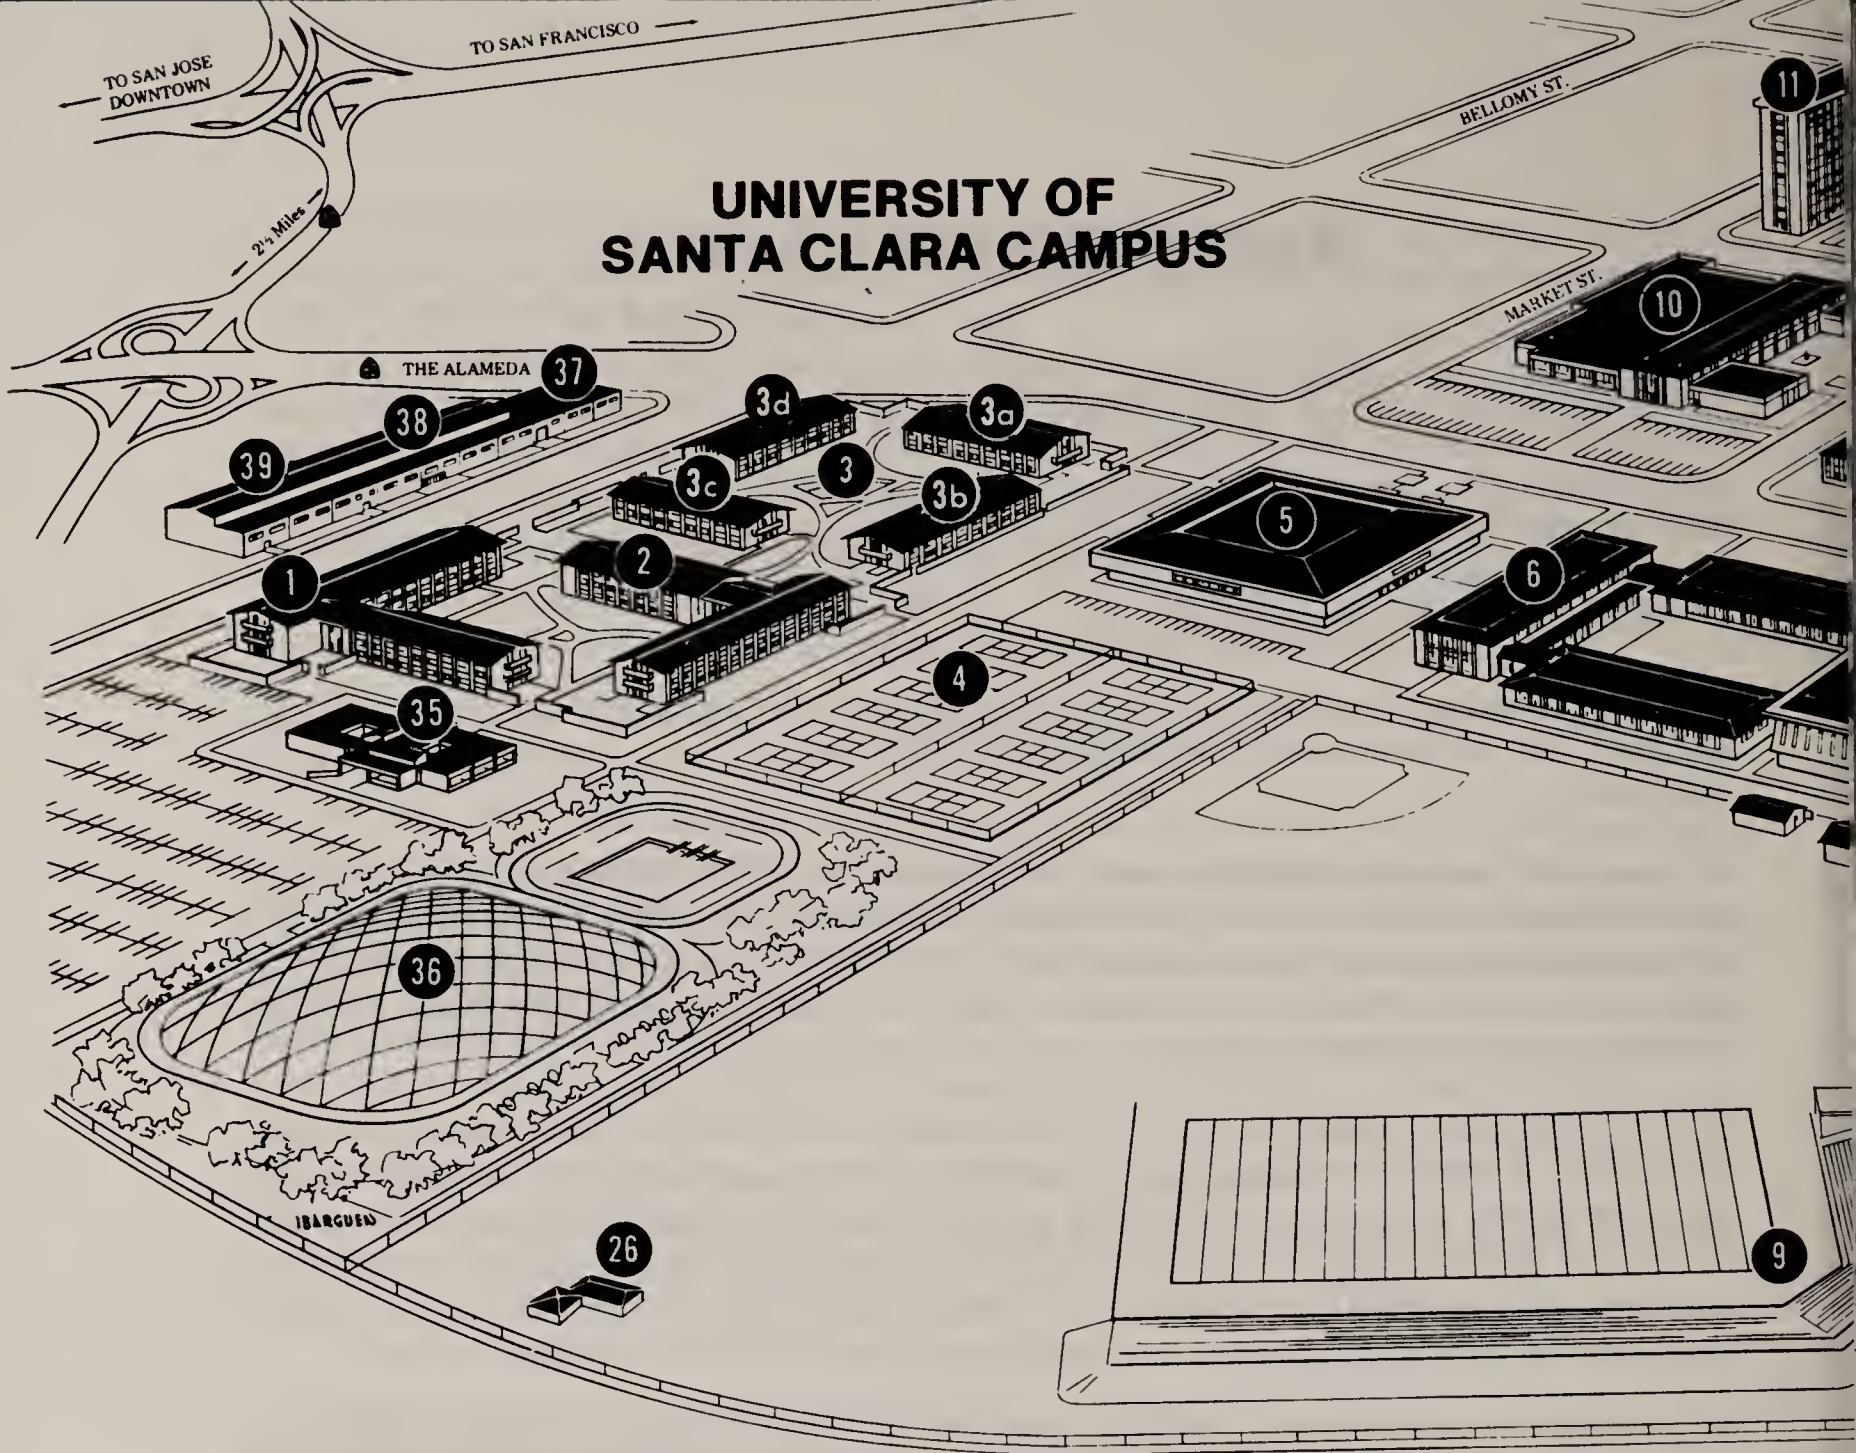 TO SAN FRANCISCO
TO SAN JOSE
DOWNTOWN
BELLOMY ST.
11
UNIVERSITY OF
SANTA CLARA CAMPUS
2½ Miles
MARKET ST.
10
THE ALAMEDA
37
38
39
3d
3a
3
3c
3b
5
2
1
6
4
35
36
IBARGUEN
26
9